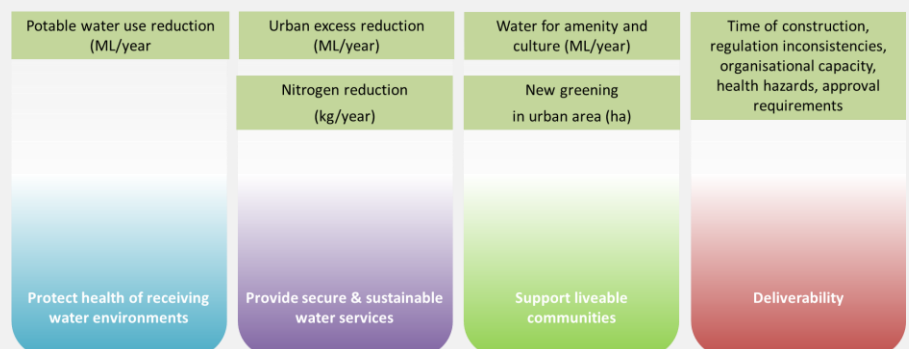 Potable water use reduction
(ML/year
Urban excess reduction
(ML/year)
Water for amenity and
culture (ML/year)
Time of construction,
regulation inconsistencies,
organisational capacity,
health hazards, approval
requirements
Nitrogen reduction
(kg/year)
New greening
in urban area (ha)
Protect health of receiving
water environments
Provide secure & sustainable
water services
Support liveable
communities
Deliverability